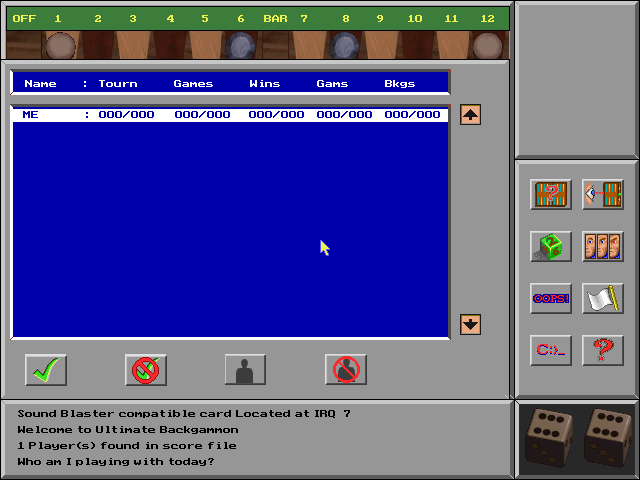 OFF 1 2 3 4 5 6 BAR 7 8 9 10 11 12
Name : Tourn Games Wins Gams Bkgs
ME : 000/000 000/000 000/000 000/000 000/000
?
OOPS!
C:\_ ?
Sound Blaster compatible card Located at IRQ 7
Welcome to Ultimate Backgammon
1 Player(s) found in score file
Who am I playing with today?